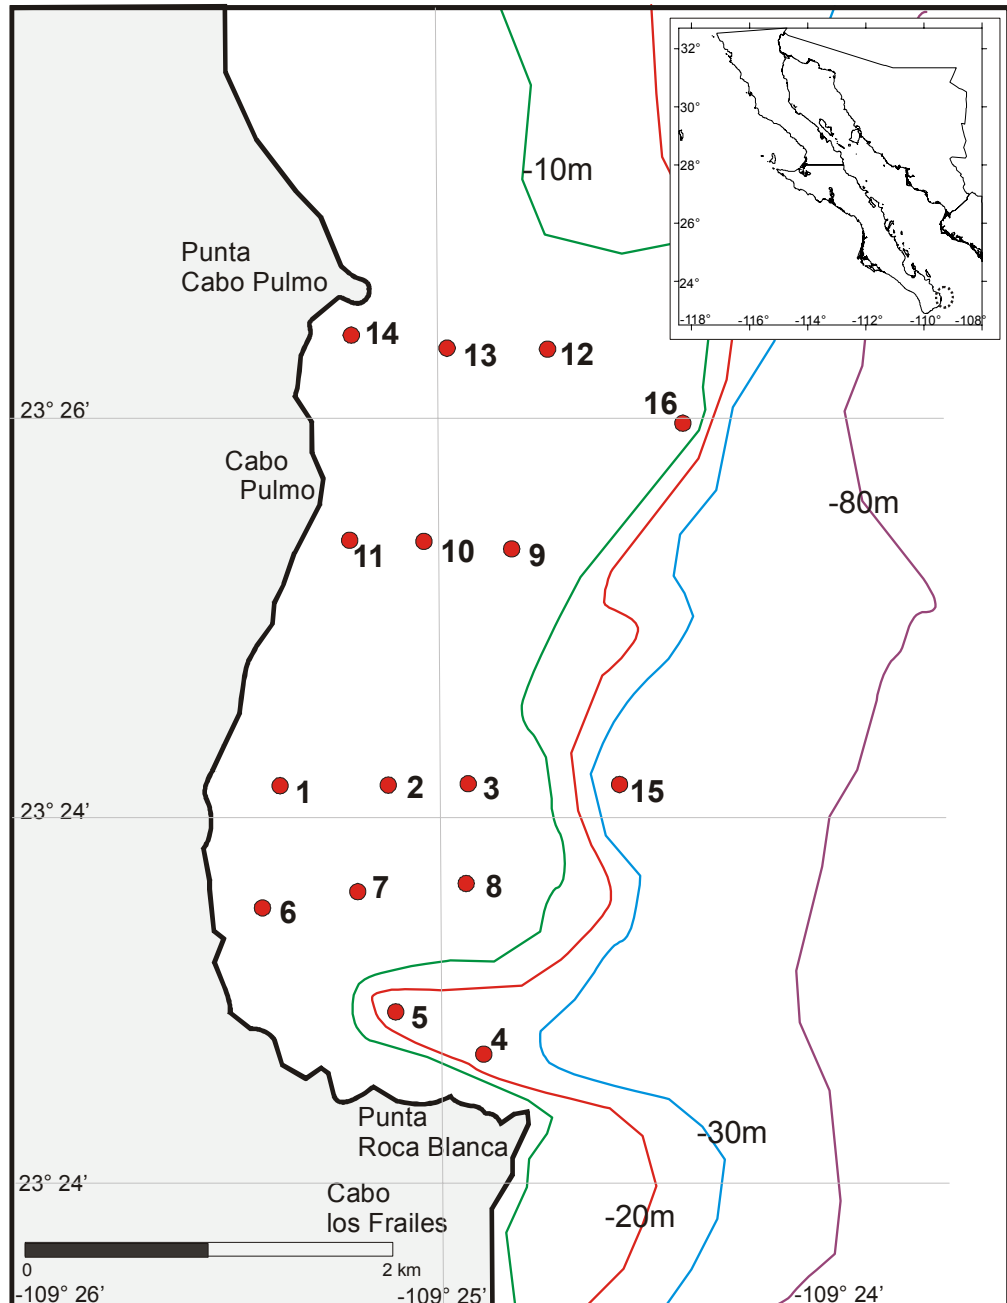 32°
30°
28°
26°
24°
-118°
-116°
-114°
-112°
-110°
-108°
-10m
Punta
Cabo Pulmo
14
13
12
16
23° 26’
Cabo
Pulmo
-80m
11
10
9
1
2
3
15
23° 24’
6
7
8
5
4
Punta
Roca Blanca
-30m
23° 24’
Cabo
los Frailes
-20m
0
2 km
-109° 26’
-109° 25’
-109° 24’